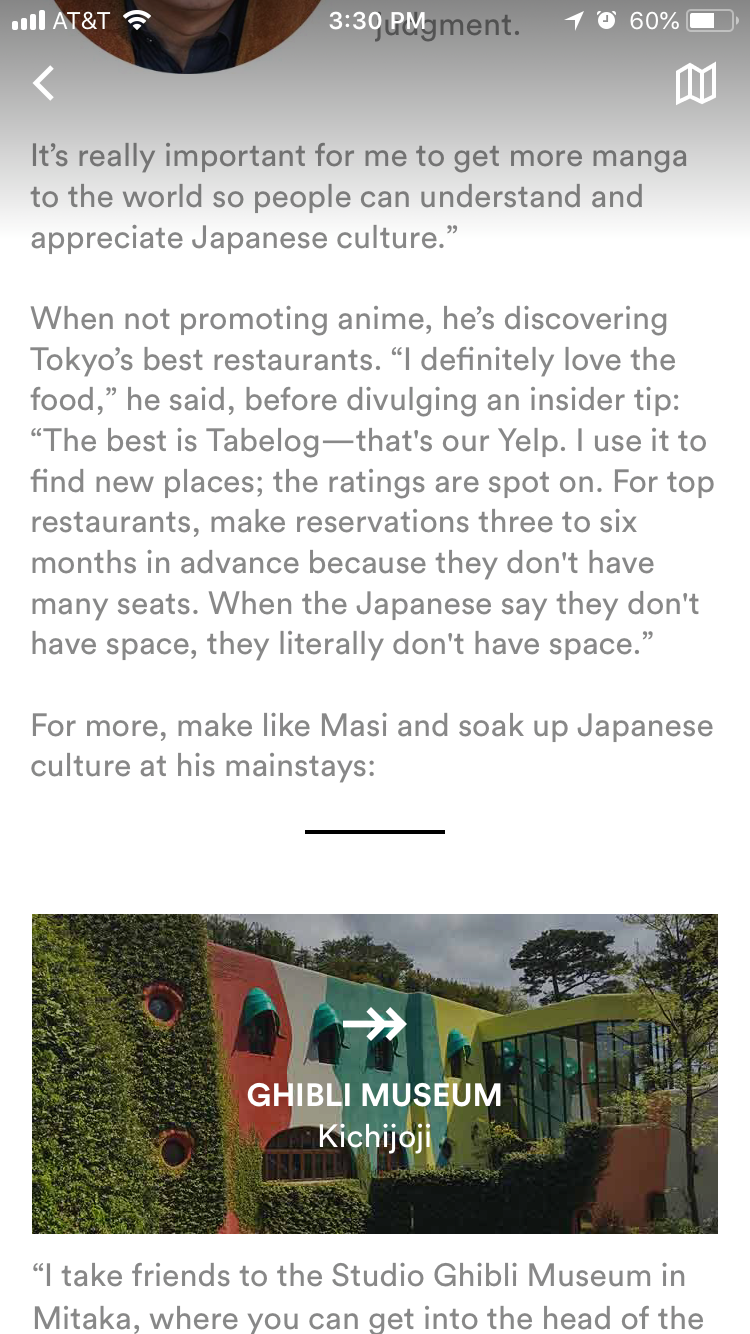 AT&T 3:30 PM 60%
judgment.
It’s really important for me to get more manga
to the world so people can understand and
appreciate Japanese culture.”
When not promoting anime, he’s discovering
Tokyo’s best restaurants. “I definitely love the
food,” he said, before divulging an insider tip:
“The best is Tabelog—that's our Yelp. I use it to
find new places; the ratings are spot on. For top
restaurants, make reservations three to six
months in advance because they don't have
many seats. When the Japanese say they don't
have space, they literally don't have space.”
For more, make like Masi and soak up Japanese
culture at his mainstays:
GHIBLI MUSEUM
Kichijoji
“I take friends to the Studio Ghibli Museum in
Mitaka, where you can get into the head of the